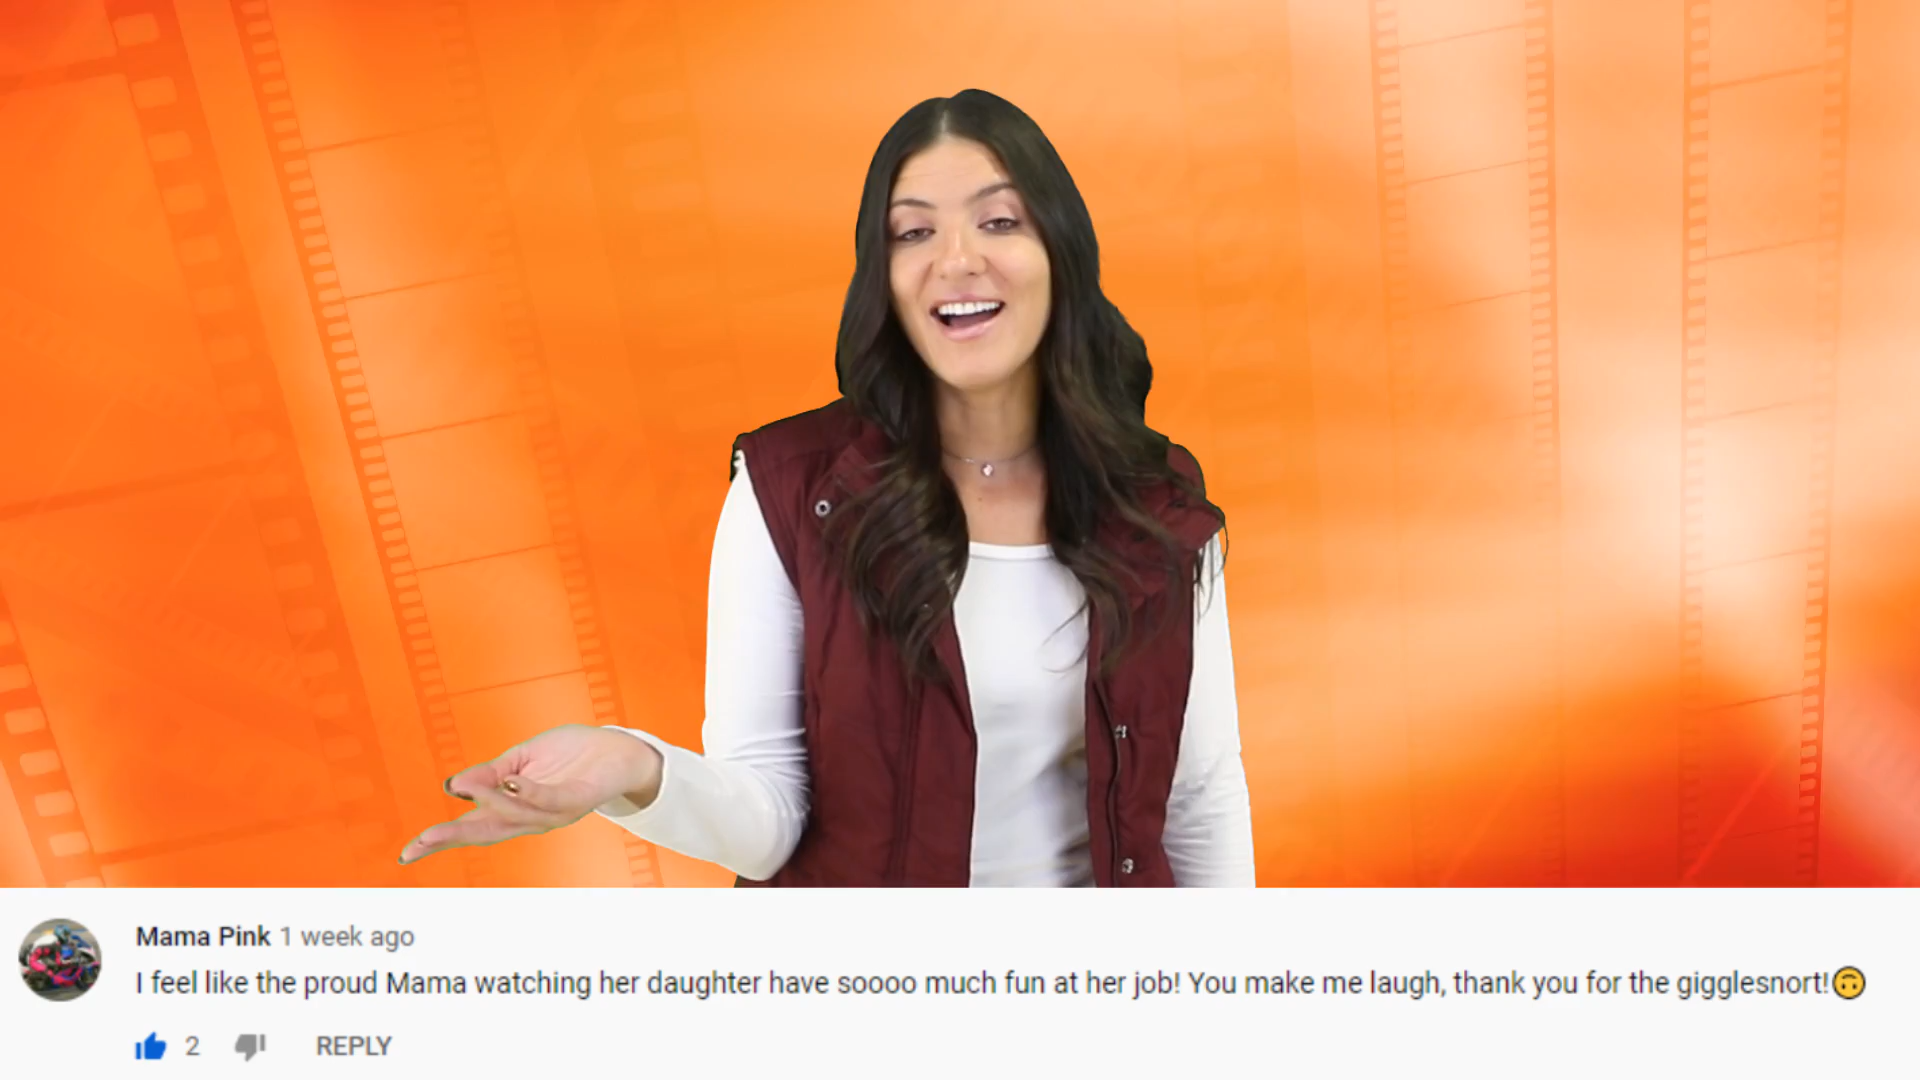 Mama Pink 1 week ago
I feel like the proud Mama watching her daughter have soooo much fun at her job! You make me laugh, thank you for the gigglesnort!🙃
2 REPLY